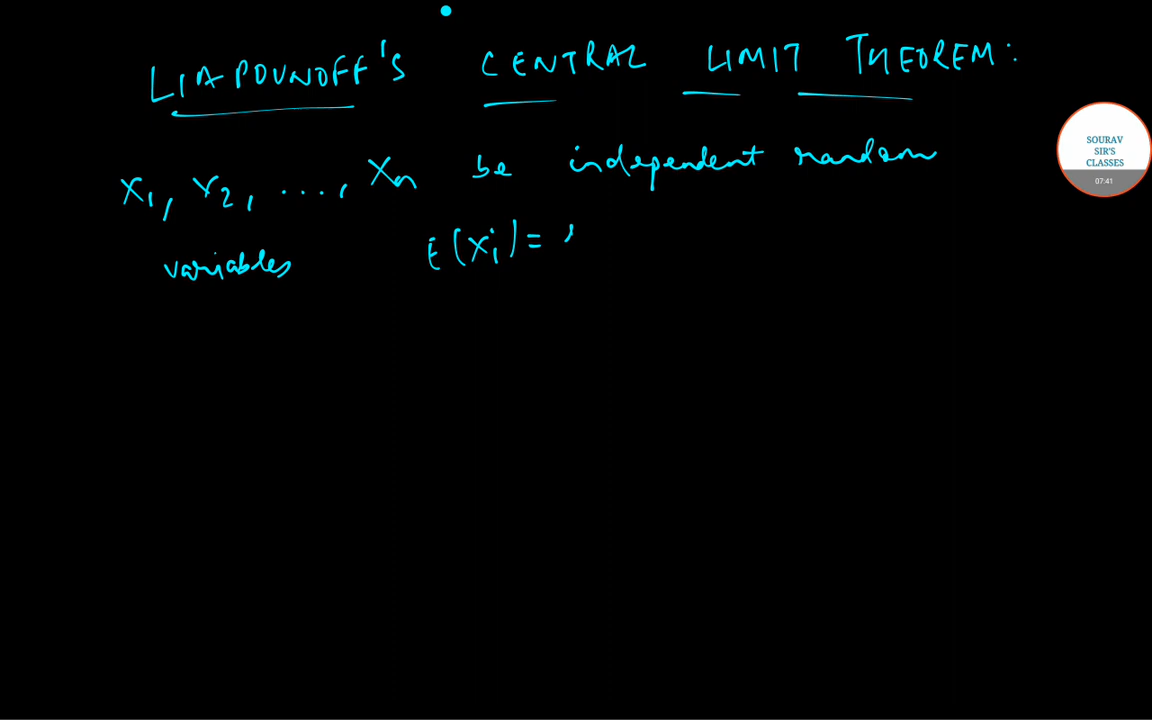 LIAPOUNOFF'S CENTRAL LIMIT THEOREM:
X1, X2, ..., Xn be independent random
variables E(Xi) =
SOURAV
SIR'S
CLASSES
07:41